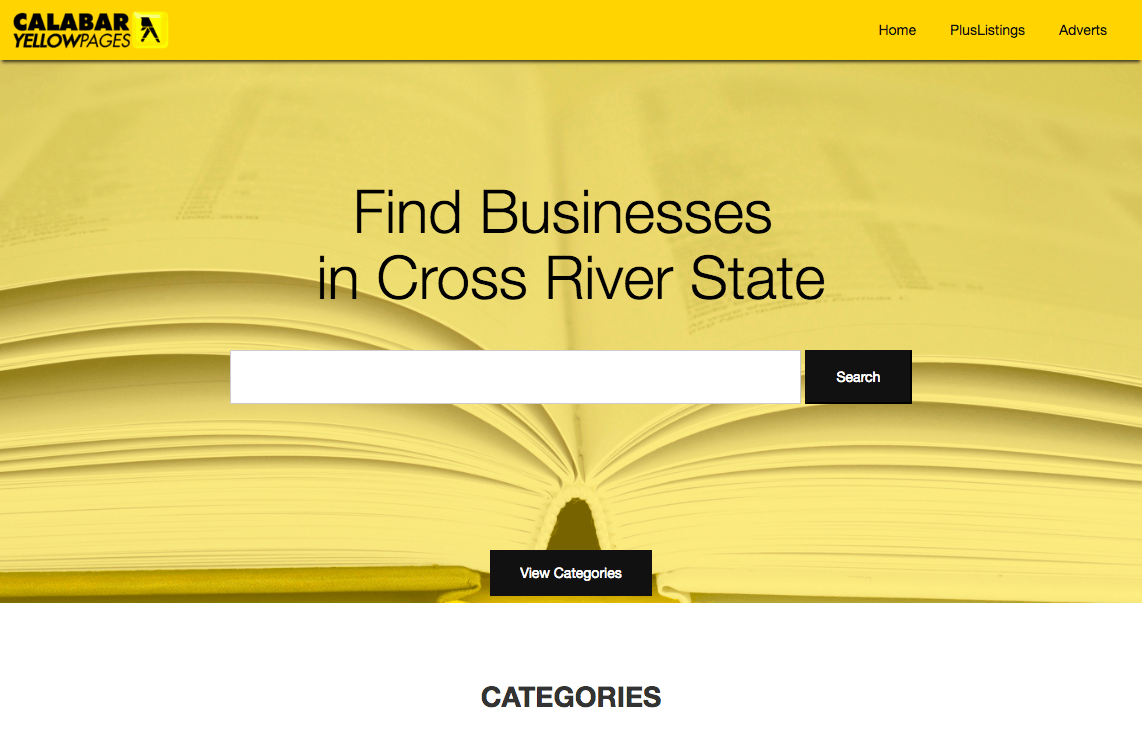 CALABAR
YELLOWPAGES
Home
PlusListings
Adverts
Find Businesses
in Cross River State
Search
View Categories
CATEGORIES